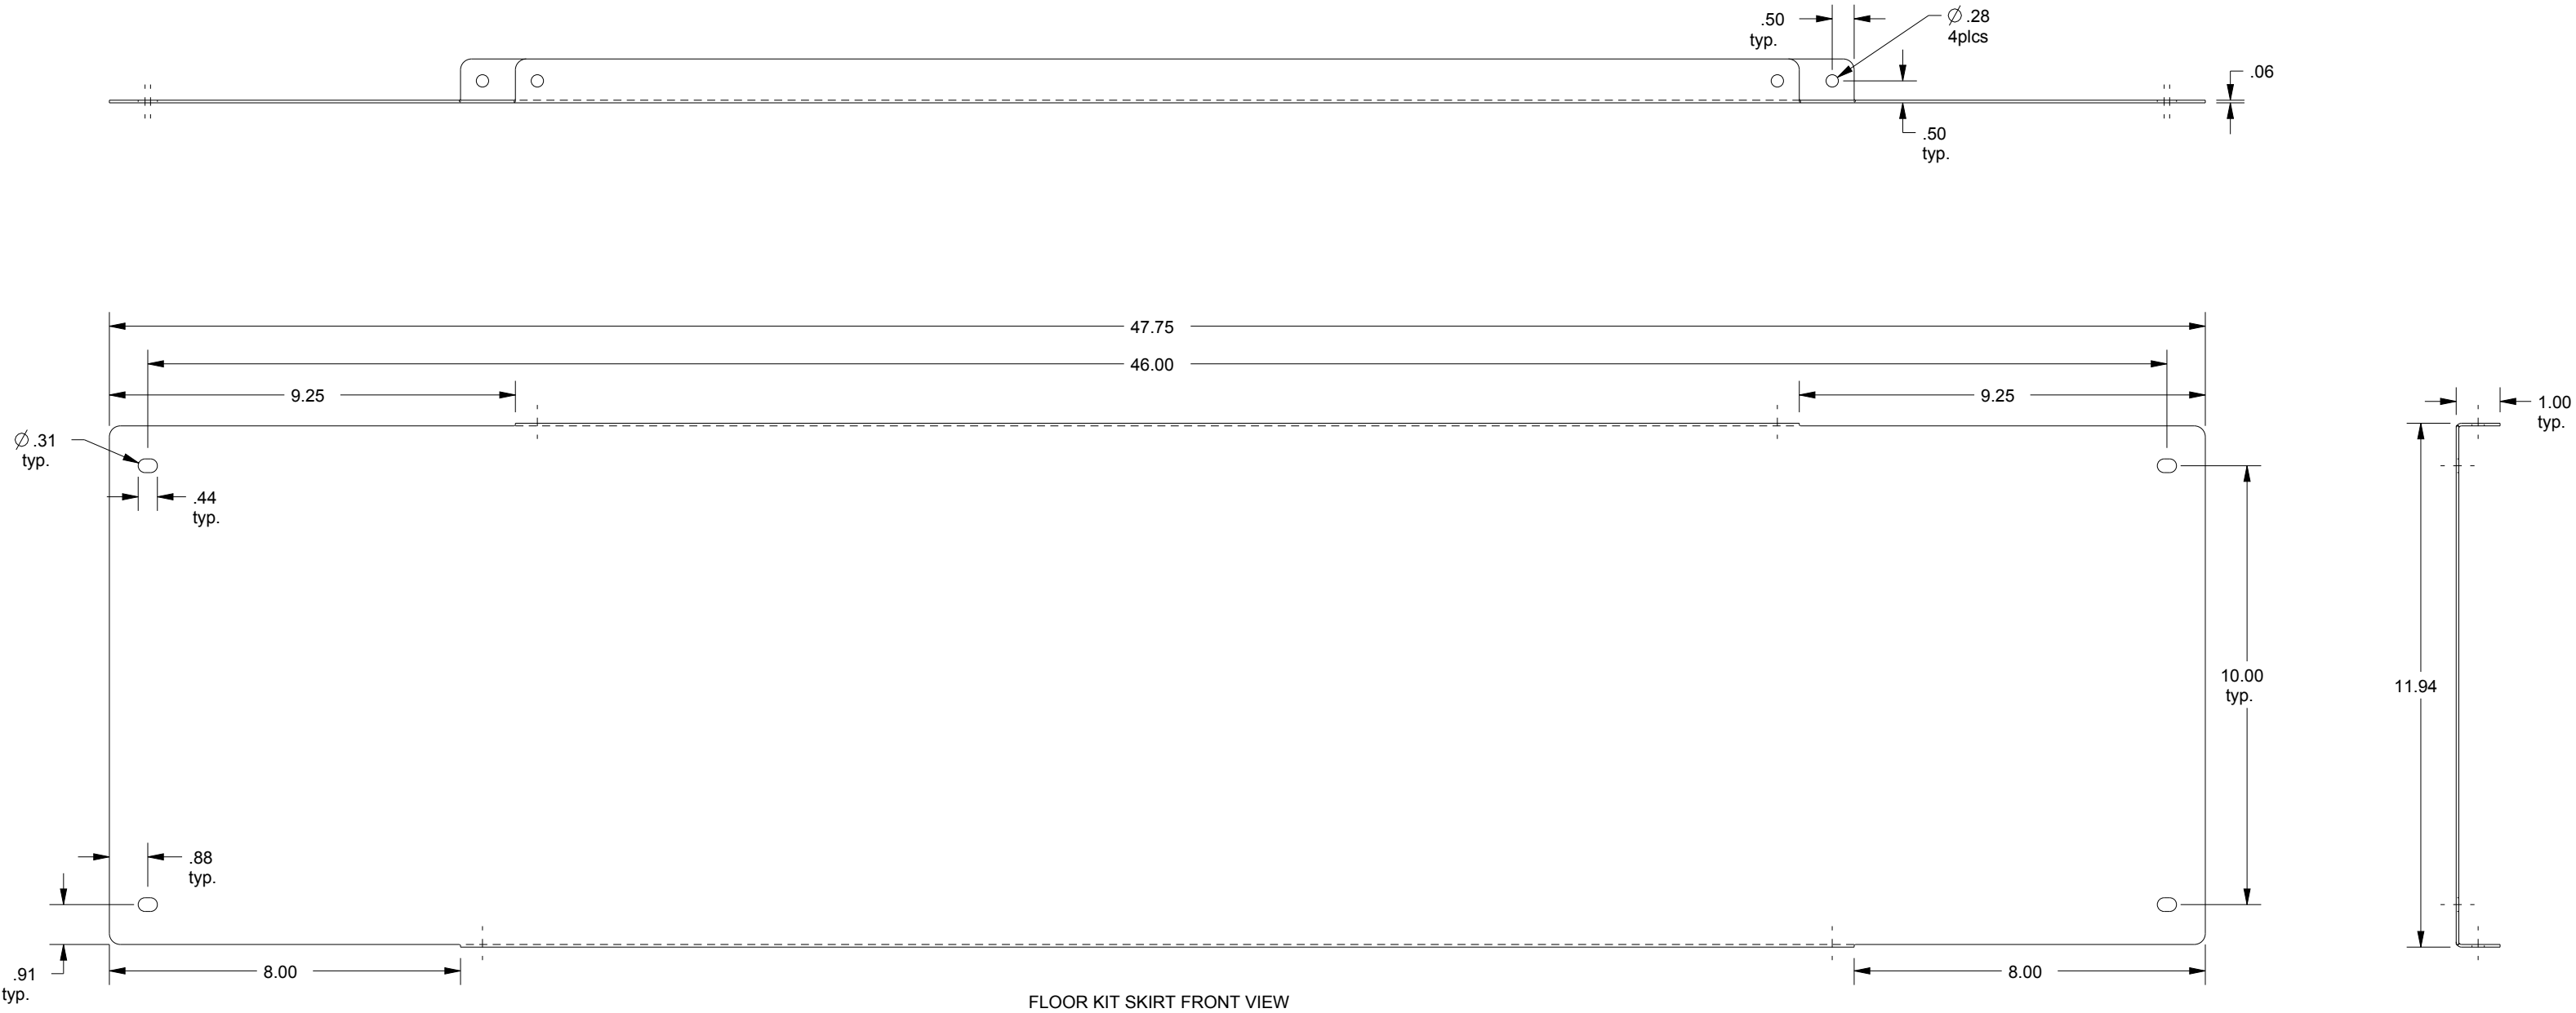 .50
typ.
∅ .28
4plcs
.06
.50
typ.
47.75
46.00
9.25
9.25
1.00
typ.
∅ .31
typ.
.44
typ.
10.00
typ.
11.94
.88
typ.
.91
typ.
8.00
8.00
FLOOR KIT SKIRT FRONT VIEW